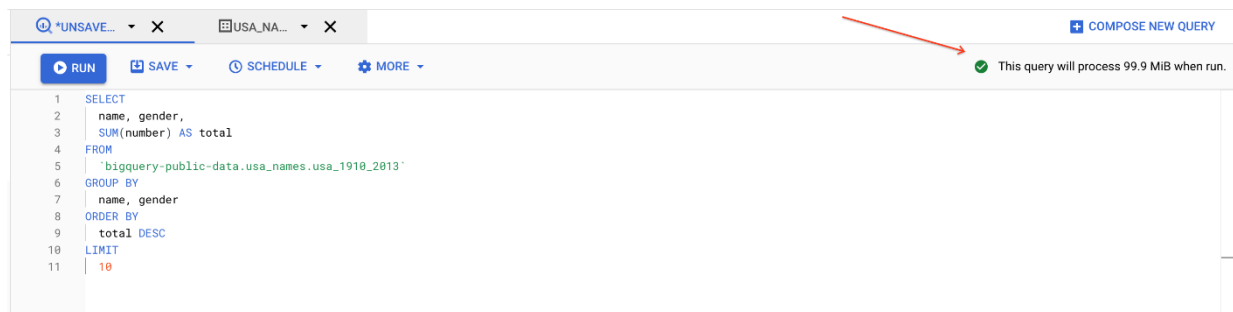 *UNSAVE... USA_NA... COMPOSE NEW QUERY
RUN SAVE SCHEDULE MORE This query will process 99.9 MiB when run.
1 SELECT
2 name, gender,
3 SUM(number) AS total
4 FROM
5 `bigquery-public-data.usa_names.usa_1910_2013`
6 GROUP BY
7 name, gender
8 ORDER BY
9 total DESC
10 LIMIT
11 10